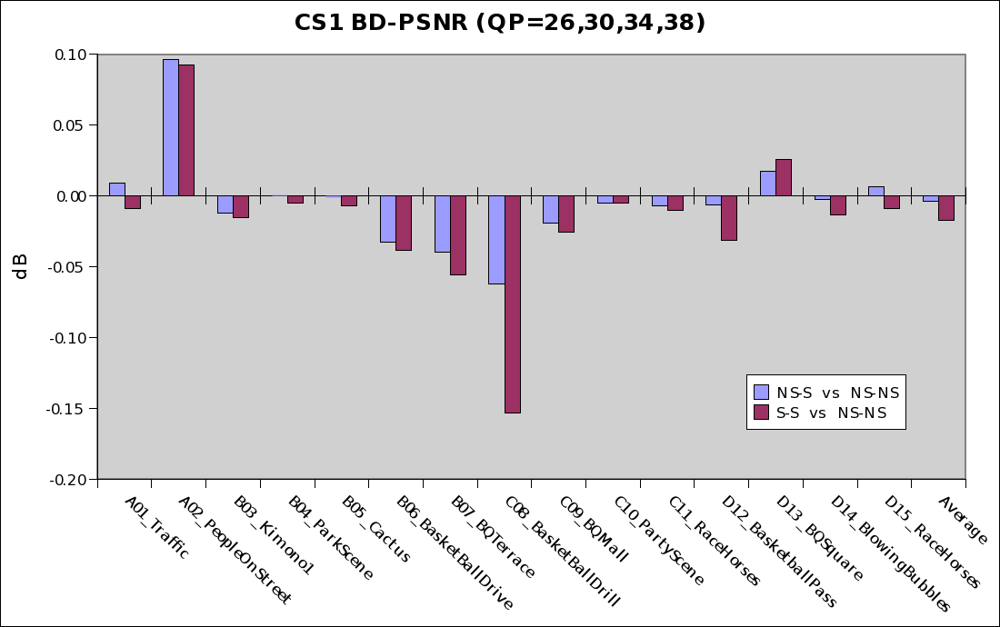 CS1 BD-PSNR (QP=26,30,34,38)
0.10
0.05
0.00
-0.05
-0.10
-0.15
-0.20
dB
NS-S vs NS-NS
S-S vs NS-NS
A01_Traffic
A02_PeopleOnStreet
B03_Kimono1
B04_ParkScene
B05_Cactus
B06_BasketBallDrive
B07_BQTerrace
C08_BasketBallDrill
C09_BQMall
C10_PartyScene
C11_RaceHorses
D12_BasketballPass
D13_BQSquare
D14_BlowingBubbles
D15_RaceHorses
Average